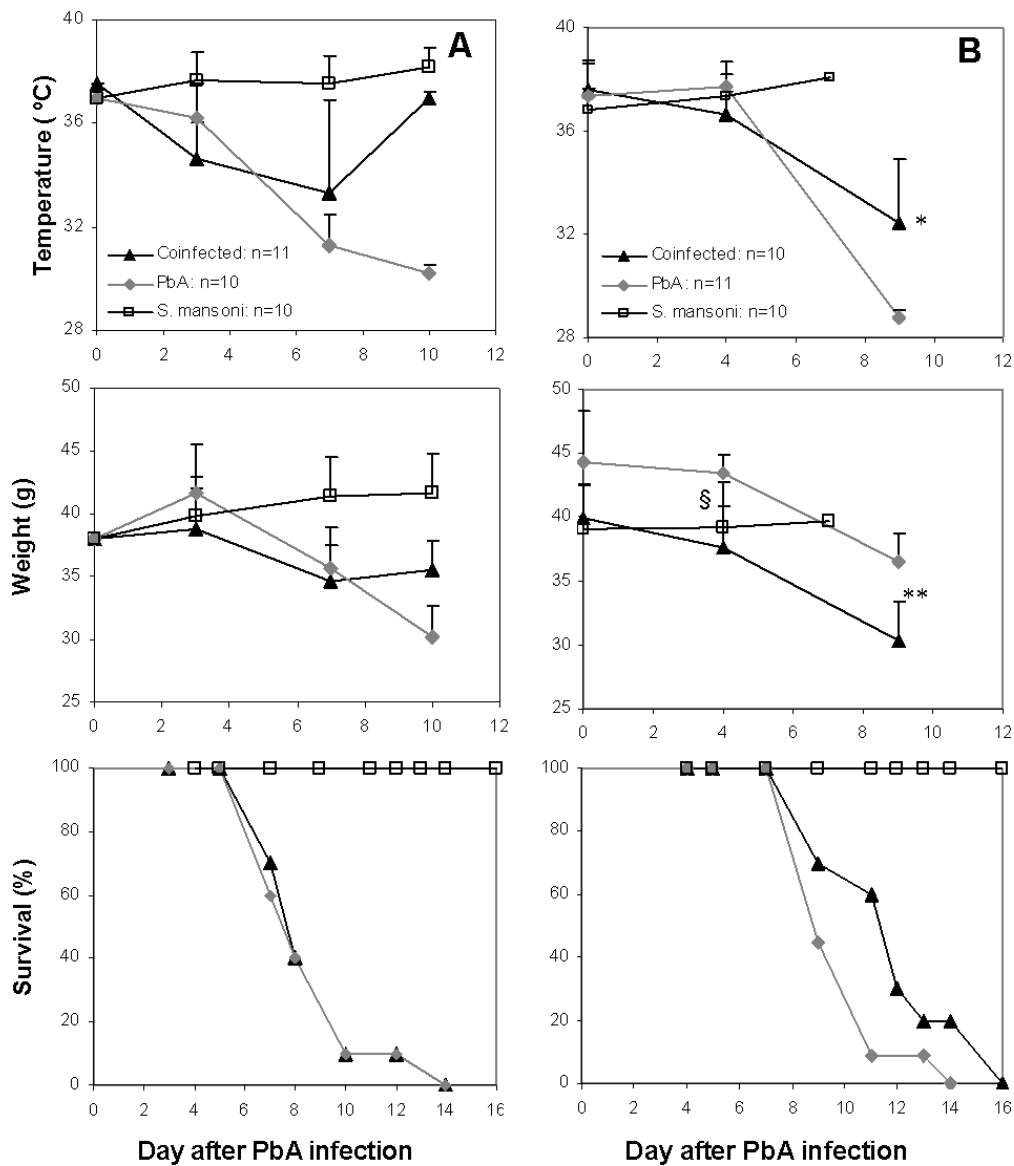 A
B
Temperature ( °C)
40
36
32
28
Coinfected: n=11
PbA: n=10
S. mansoni: n=10
0 2 4 6 8 10 12
40
36
32
28
*
Coinfected: n=10
PbA: n=11
S. mansoni: n=10
0 2 4 6 8 10 12
Weight (g)
50
45
40
35
30
25
0 2 4 6 8 10 12
50
45
40
35
30
25
§
**
0 2 4 6 8 10 12
Survival (%)
100
80
60
40
20
0
0 2 4 6 8 10 12 14 16
Day after PbA infection
100
80
60
40
20
0
0 2 4 6 8 10 12 14 16
Day after PbA infection